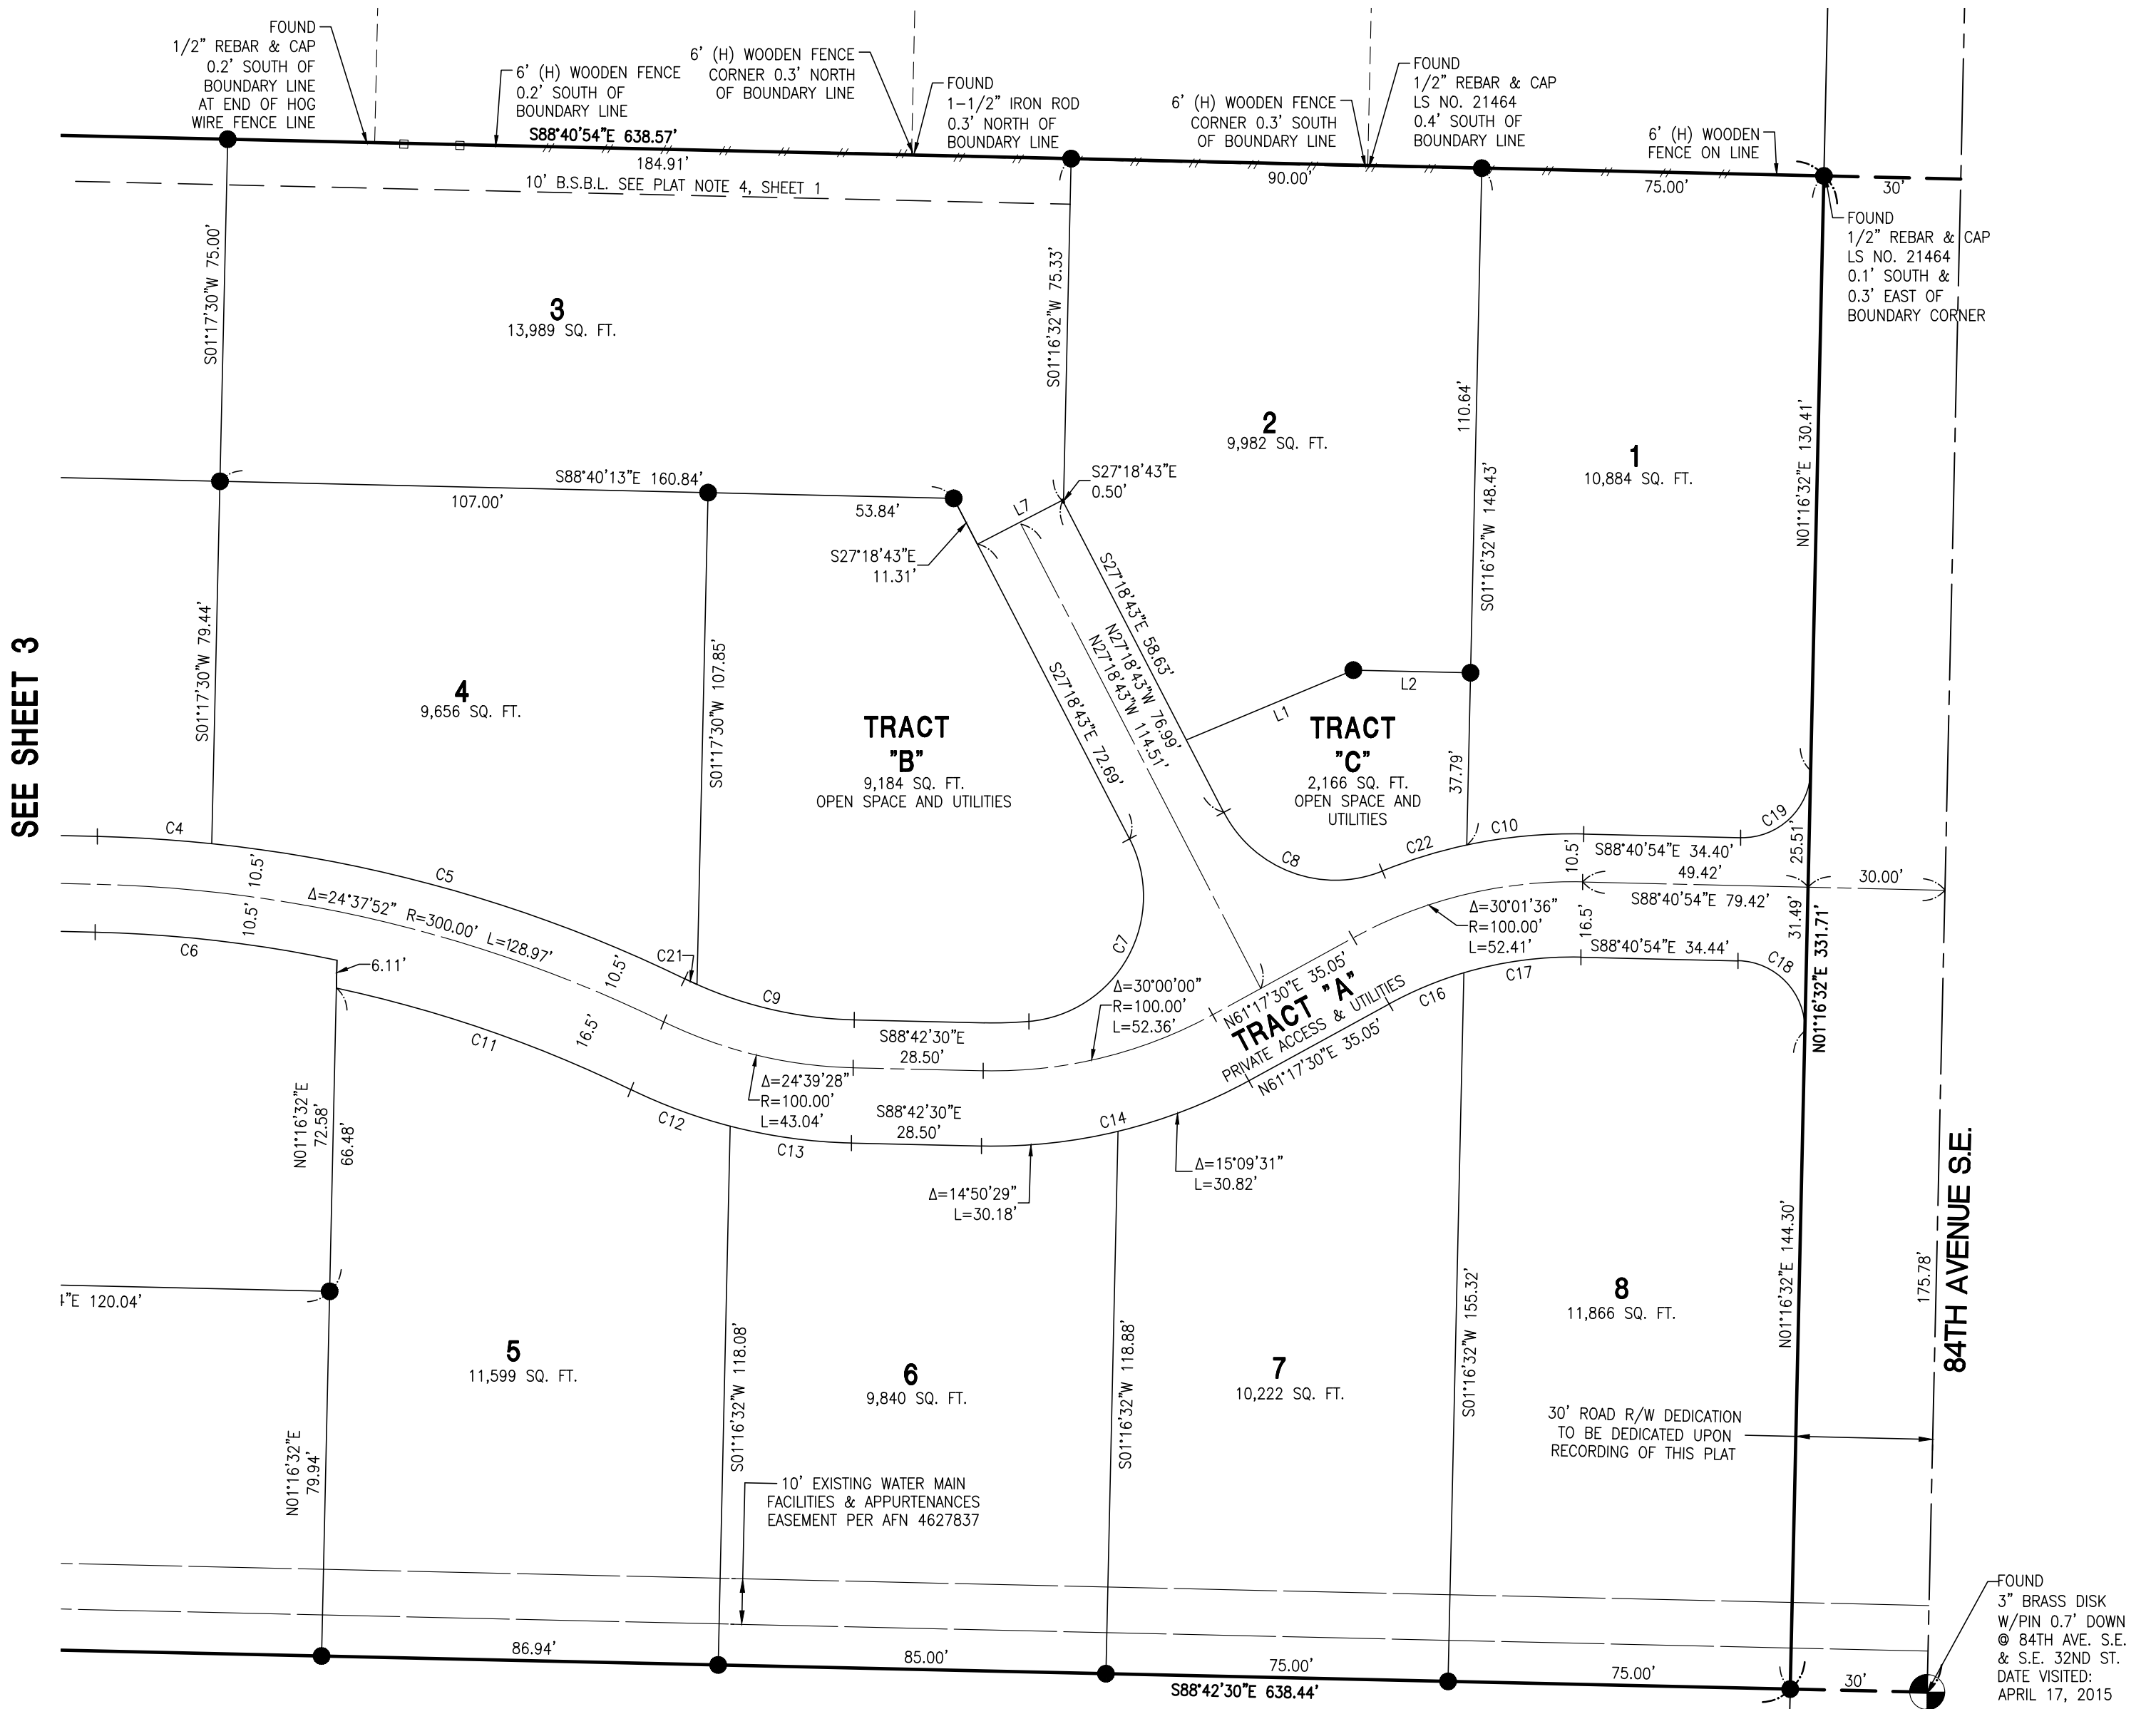 FOUND
1/2" REBAR & CAP
0.2' SOUTH OF
BOUNDARY LINE
AT END OF HOG
WIRE FENCE LINE
6' (H) WOODEN FENCE
0.2' SOUTH OF
BOUNDARY LINE
6' (H) WOODEN FENCE
CORNER 0.3' NORTH
OF BOUNDARY LINE
FOUND
1-1/2" IRON ROD
0.3' NORTH OF
BOUNDARY LINE
6' (H) WOODEN FENCE
CORNER 0.3' SOUTH
OF BOUNDARY LINE
FOUND
1/2" REBAR & CAP
LS NO. 21464
0.4' SOUTH OF
BOUNDARY LINE
6' (H) WOODEN
FENCE ON LINE
S88°40'54"E 638.57'
184.91'
90.00'
75.00'
30'
10' B.S.B.L. SEE PLAT NOTE 4, SHEET 1
FOUND
1/2" REBAR & CAP
LS NO. 21464
0.1' SOUTH &
0.3' EAST OF
BOUNDARY CORNER
S01°17'30"W 75.00'
3
13,989 SQ. FT.
S01°16'32"W 75.33'
2
9,982 SQ. FT.
110.64'
S01°16'32"W 148.43'
1
10,884 SQ. FT.
N01°16'32"E 130.41'
S88°40'13"E 160.84'
107.00'
53.84'
L7
S27°18'43"E
0.50'
S27°18'43"E
11.31'
S27°18'43"E 58.63'
N27°18'43"W 76.99'
N27°18'43"W 114.51'
S27°18'43"E 72.69'
SEE SHEET 3
S01°17'30"W 79.44'
4
9,656 SQ. FT.
S01°17'30"W 107.85'
TRACT
"B"
9,184 SQ. FT.
OPEN SPACE AND UTILITIES
L1
L2
TRACT
"C"
2,166 SQ. FT.
OPEN SPACE AND
UTILITIES
37.79'
C4
C5
C6
10.5'
10.5'
Δ=24°37'52" R=300.00' L=128.97'
C21
10.5'
16.5'
C9
C7
C8
C22
C10
C19
25.51'
10.5'
S88°40'54"E 34.40'
49.42'
30.00'
S88°40'54"E 79.42'
Δ=30°01'36"
R=100.00'
L=52.41'
16.5'
31.49'
S88°40'54"E 34.44'
C18
C17
C16
N01°16'32"E 331.71'
6.11'
C11
C12
C13
C14
S88°42'30"E
28.50'
S88°42'30"E
28.50'
Δ=24°39'28"
R=100.00'
L=43.04'
Δ=30°00'00"
R=100.00'
L=52.36'
N61°17'30"E 35.05'
TRACT "A"
PRIVATE ACCESS & UTILITIES
N61°17'30"E 35.05'
Δ=15°09'31"
L=30.82'
Δ=14°50'29"
L=30.18'
N01°16'32"E
72.58'
66.48'
4"E 120.04'
5
11,599 SQ. FT.
N01°16'32"E
79.94'
S01°16'32"W 118.08'
6
9,840 SQ. FT.
S01°16'32"W 118.88'
7
10,222 SQ. FT.
S01°16'32"W 155.32'
8
11,866 SQ. FT.
N01°16'32"E 144.30'
175.78'
84TH AVENUE S.E.
30' ROAD R/W DEDICATION
TO BE DEDICATED UPON
RECORDING OF THIS PLAT
10' EXISTING WATER MAIN
FACILITIES & APPURTENANCES
EASEMENT PER AFN 4627837
86.94'
85.00'
75.00'
75.00'
30'
S88°42'30"E 638.44'
FOUND
3" BRASS DISK
W/PIN 0.7' DOWN
@ 84TH AVE. S.E.
& S.E. 32ND ST.
DATE VISITED:
APRIL 17, 2015